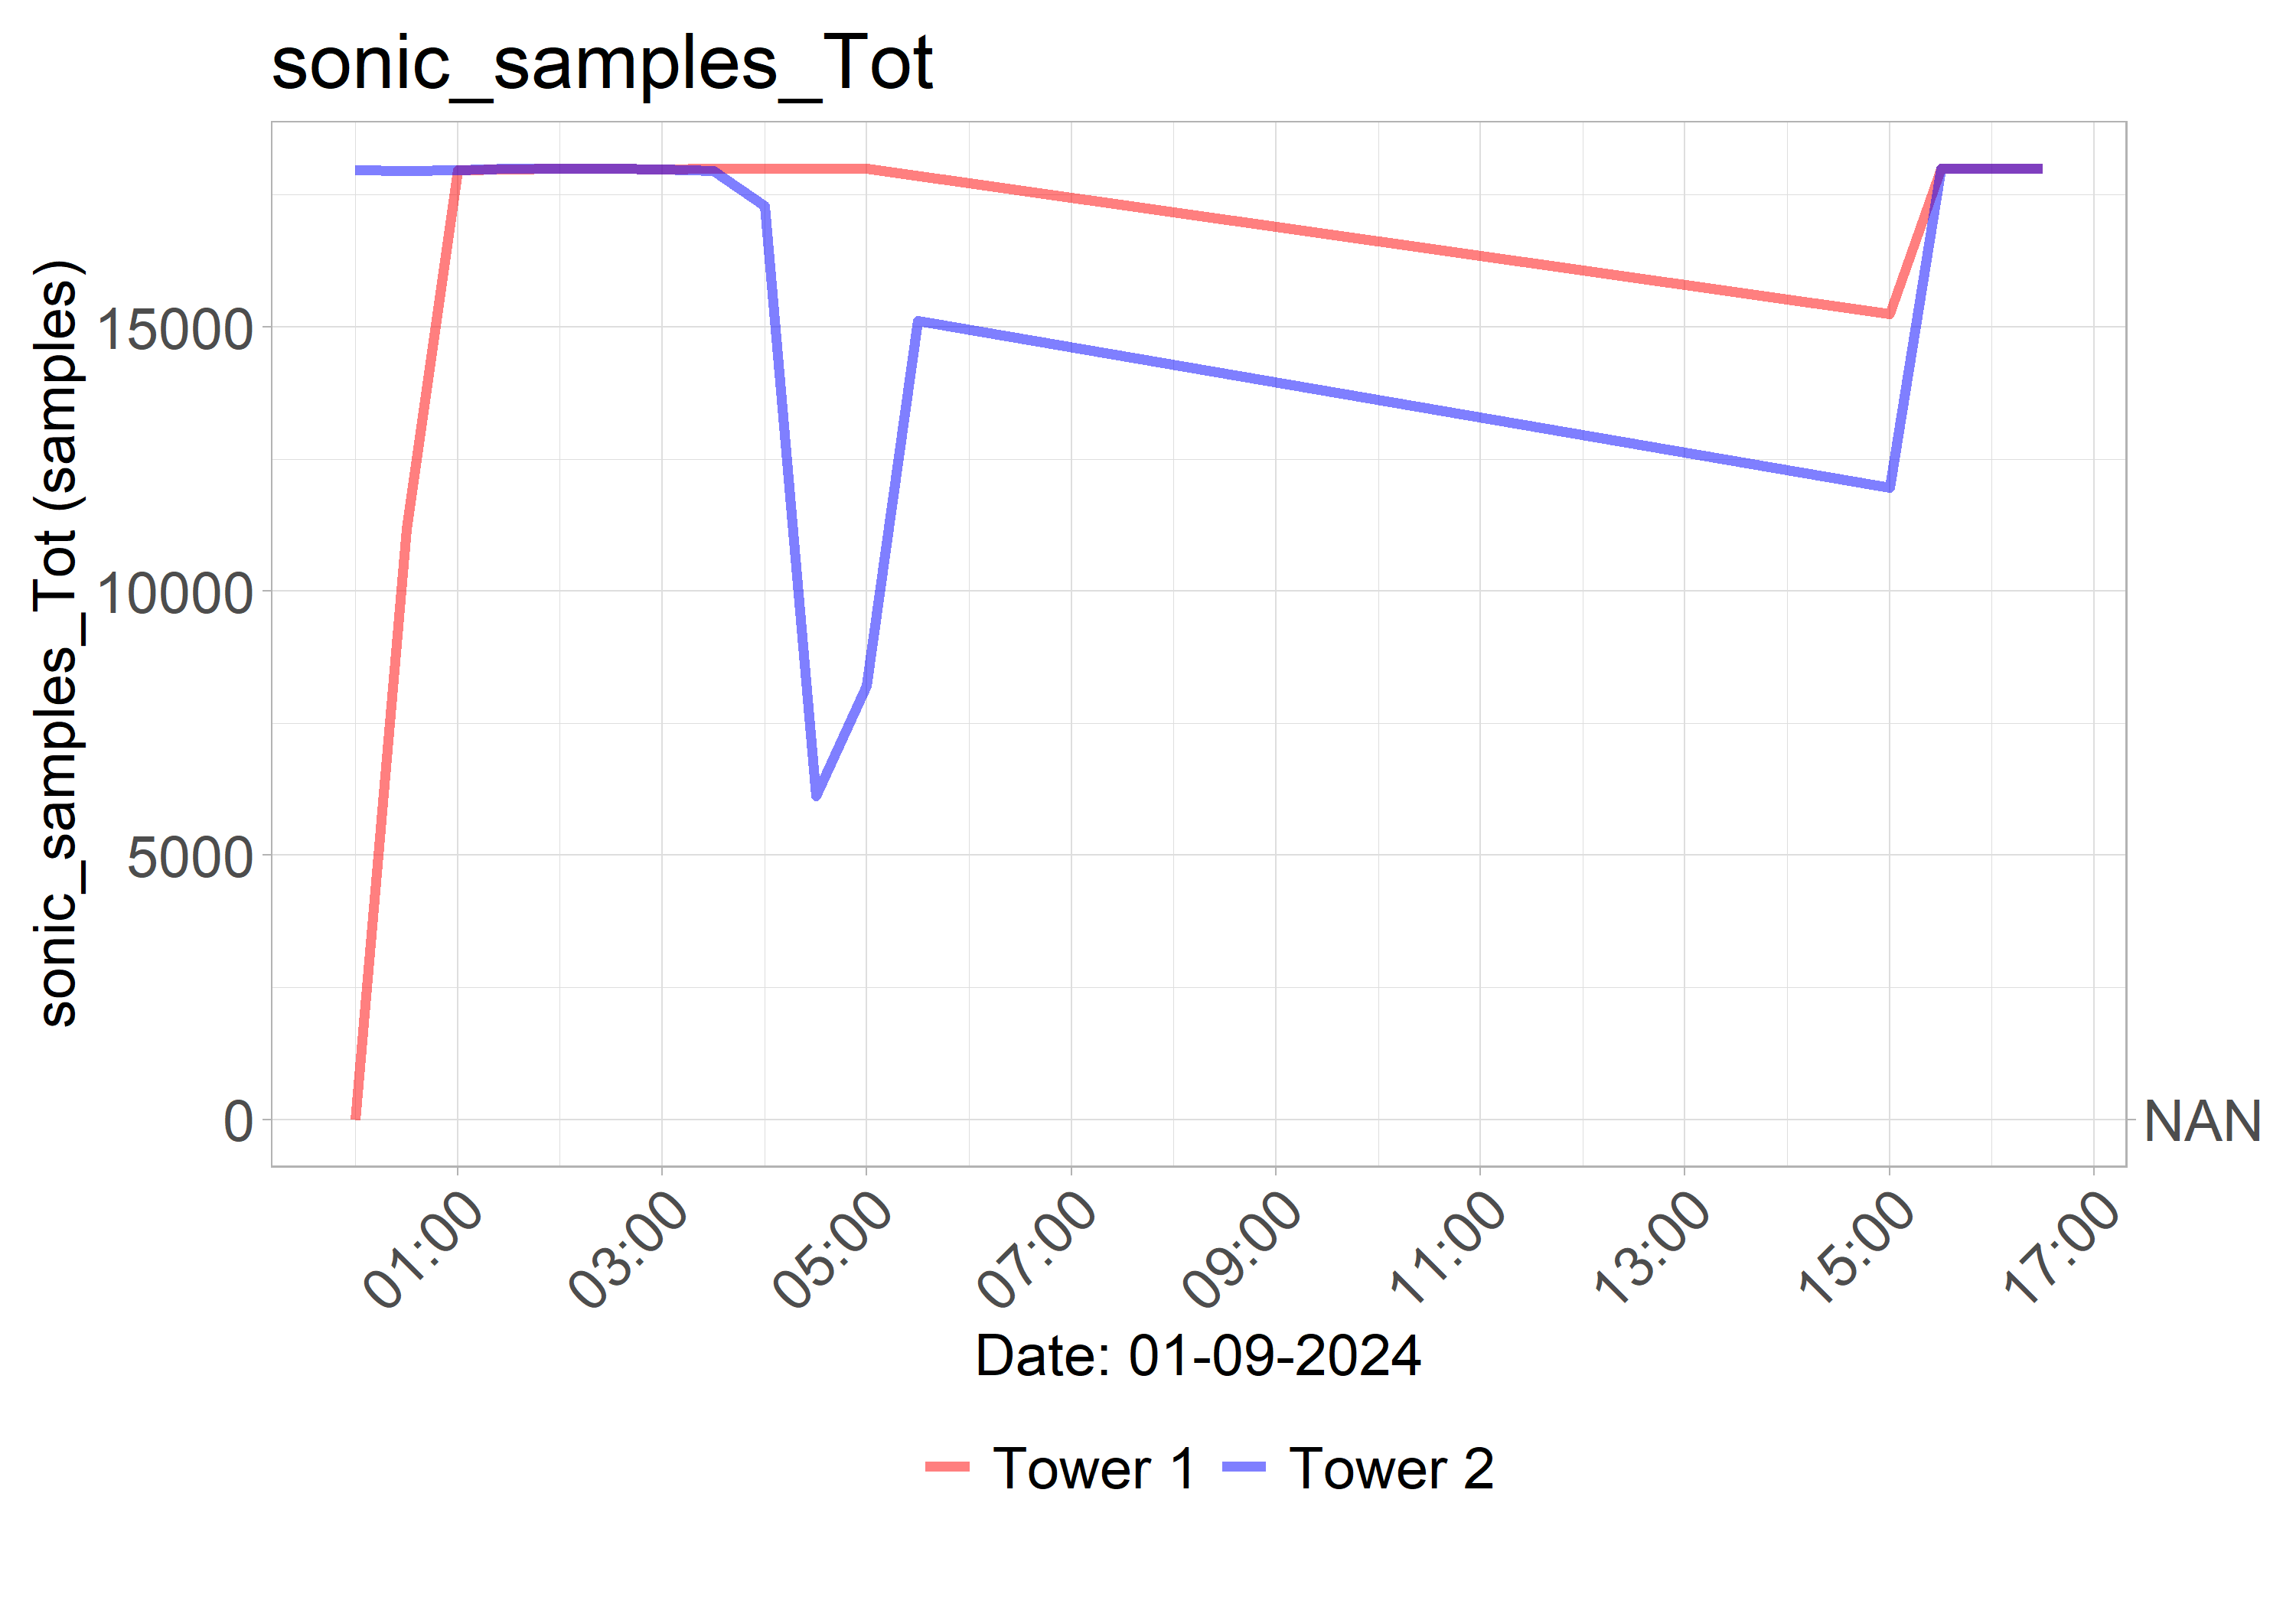 sonic_samples_Tot
sonic_samples_Tot (samples)
15000
10000
5000
0
NAN
01:00
03:00
05:00
07:00
09:00
11:00
13:00
15:00
17:00
Date: 01-09-2024
Tower 1
Tower 2